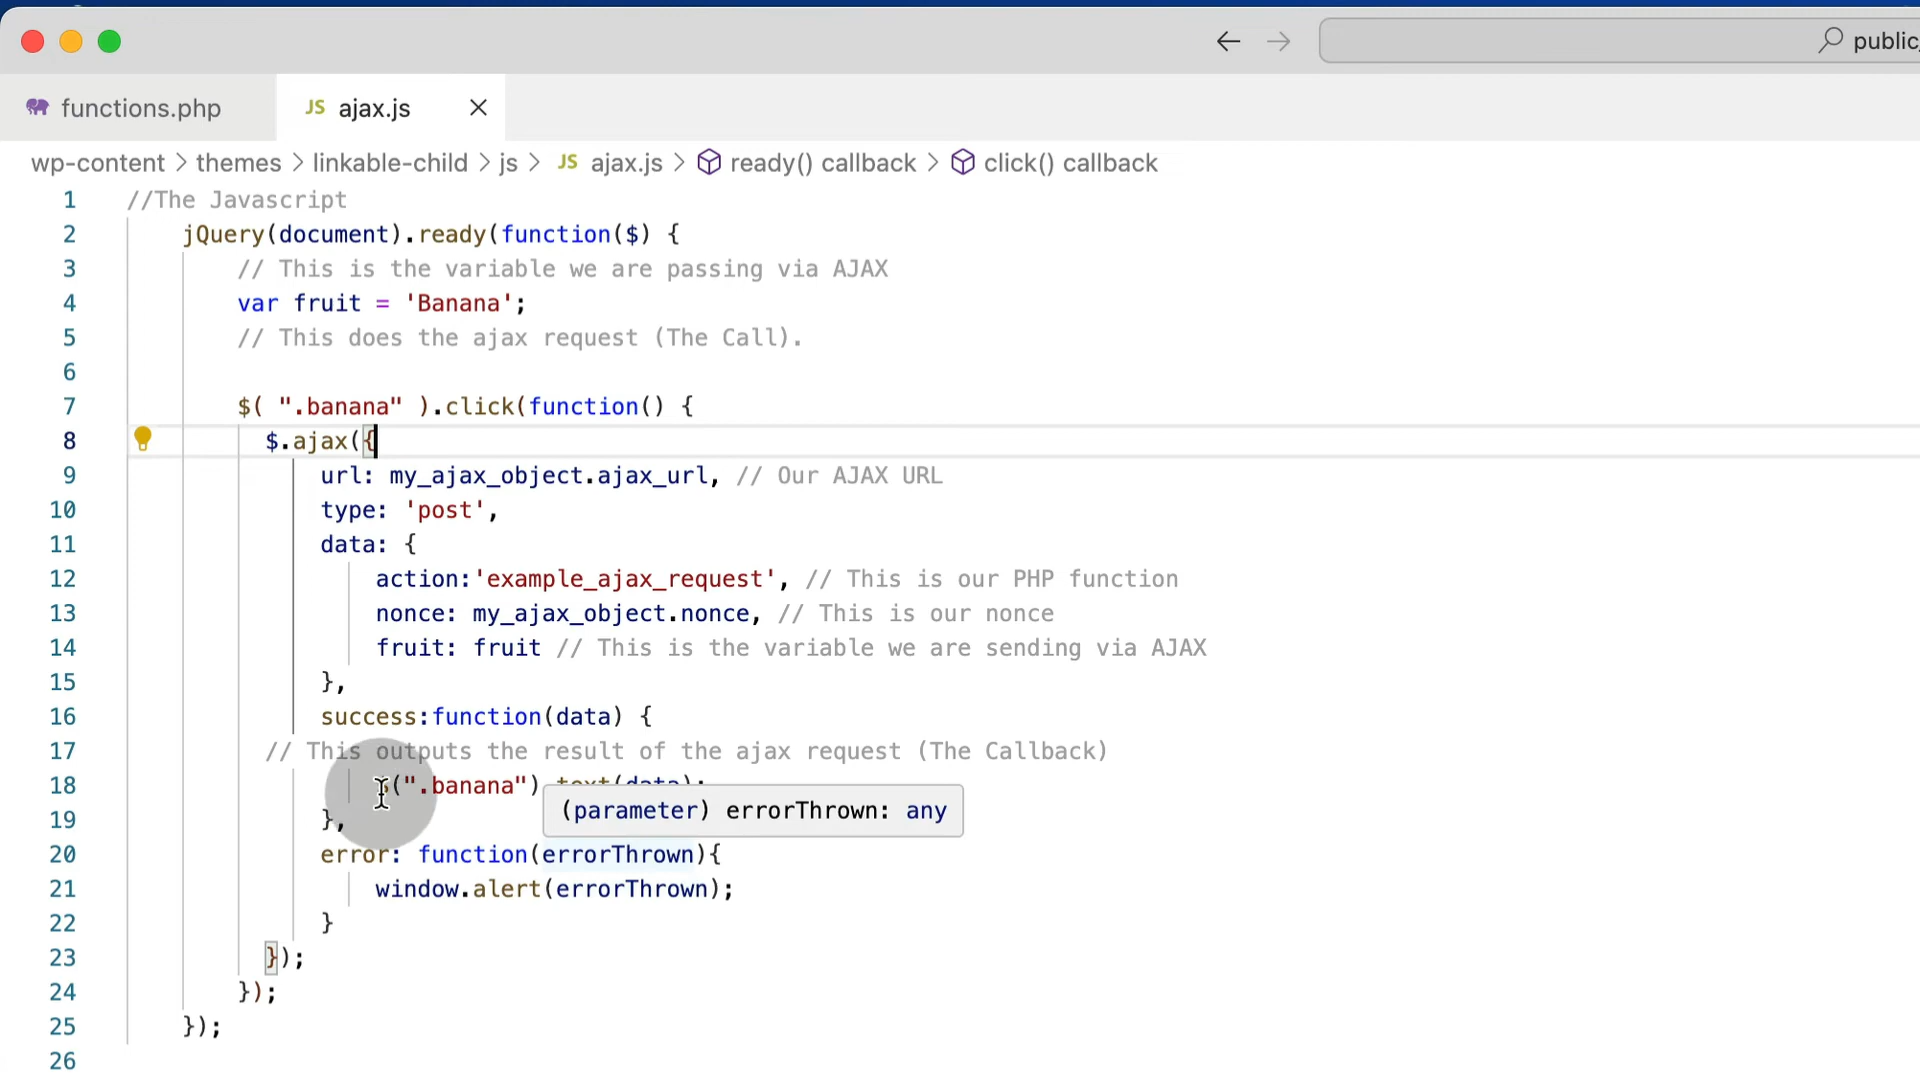 public_
functions.php
JS ajax.js
wp-content > themes > linkable-child > js > JS ajax.js > ready() callback > click() callback
1 //The Javascript
2 jQuery(document).ready(function($) {
3 // This is the variable we are passing via AJAX
4 var fruit = 'Banana';
5 // This does the ajax request (The Call).
6
7 $( ".banana" ).click(function() {
8 $.ajax({
9 url: my_ajax_object.ajax_url, // Our AJAX URL
10 type: 'post',
11 data: {
12 action:'example_ajax_request', // This is our PHP function
13 nonce: my_ajax_object.nonce, // This is our nonce
14 fruit: fruit // This is the variable we are sending via AJAX
15 },
16 success:function(data) {
17 // This outputs the result of the ajax request (The Callback)
18 $(".banana").text(data);
(parameter) errorThrown: any
19 },
20 error: function(errorThrown){
21 window.alert(errorThrown);
22 }
23 });
24 });
25 });
26